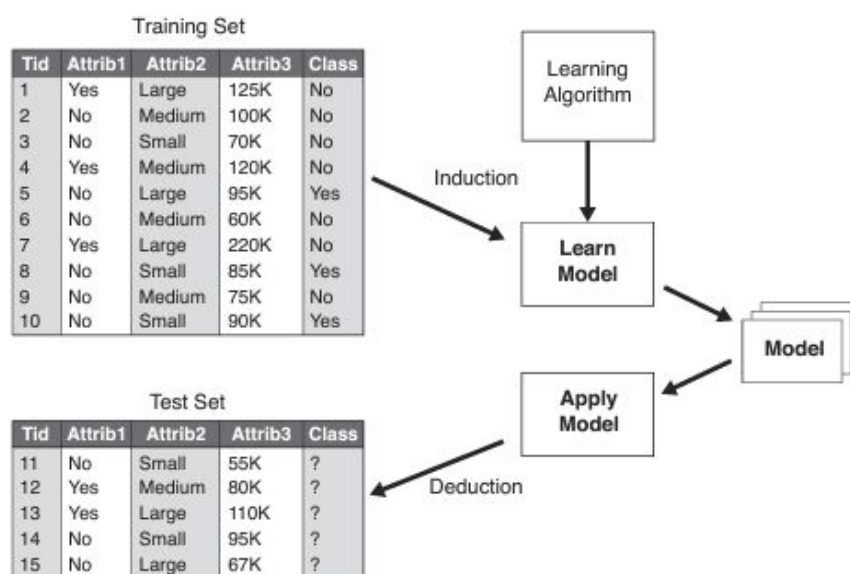 Training Set
Tid Attrib1 Attrib2 Attrib3 Class
1 Yes Large 125K No
2 No Medium 100K No
3 No Small 70K No
4 Yes Medium 120K No
5 No Large 95K Yes
6 No Medium 60K No
7 Yes Large 220K No
8 No Small 85K Yes
9 No Medium 75K No
10 No Small 90K Yes
Learning
Algorithm
Induction
Learn
Model
Model
Apply
Model
Deduction
Test Set
Tid Attrib1 Attrib2 Attrib3 Class
11 No Small 55K ?
12 Yes Medium 80K ?
13 Yes Large 110K ?
14 No Small 95K ?
15 No Large 67K ?